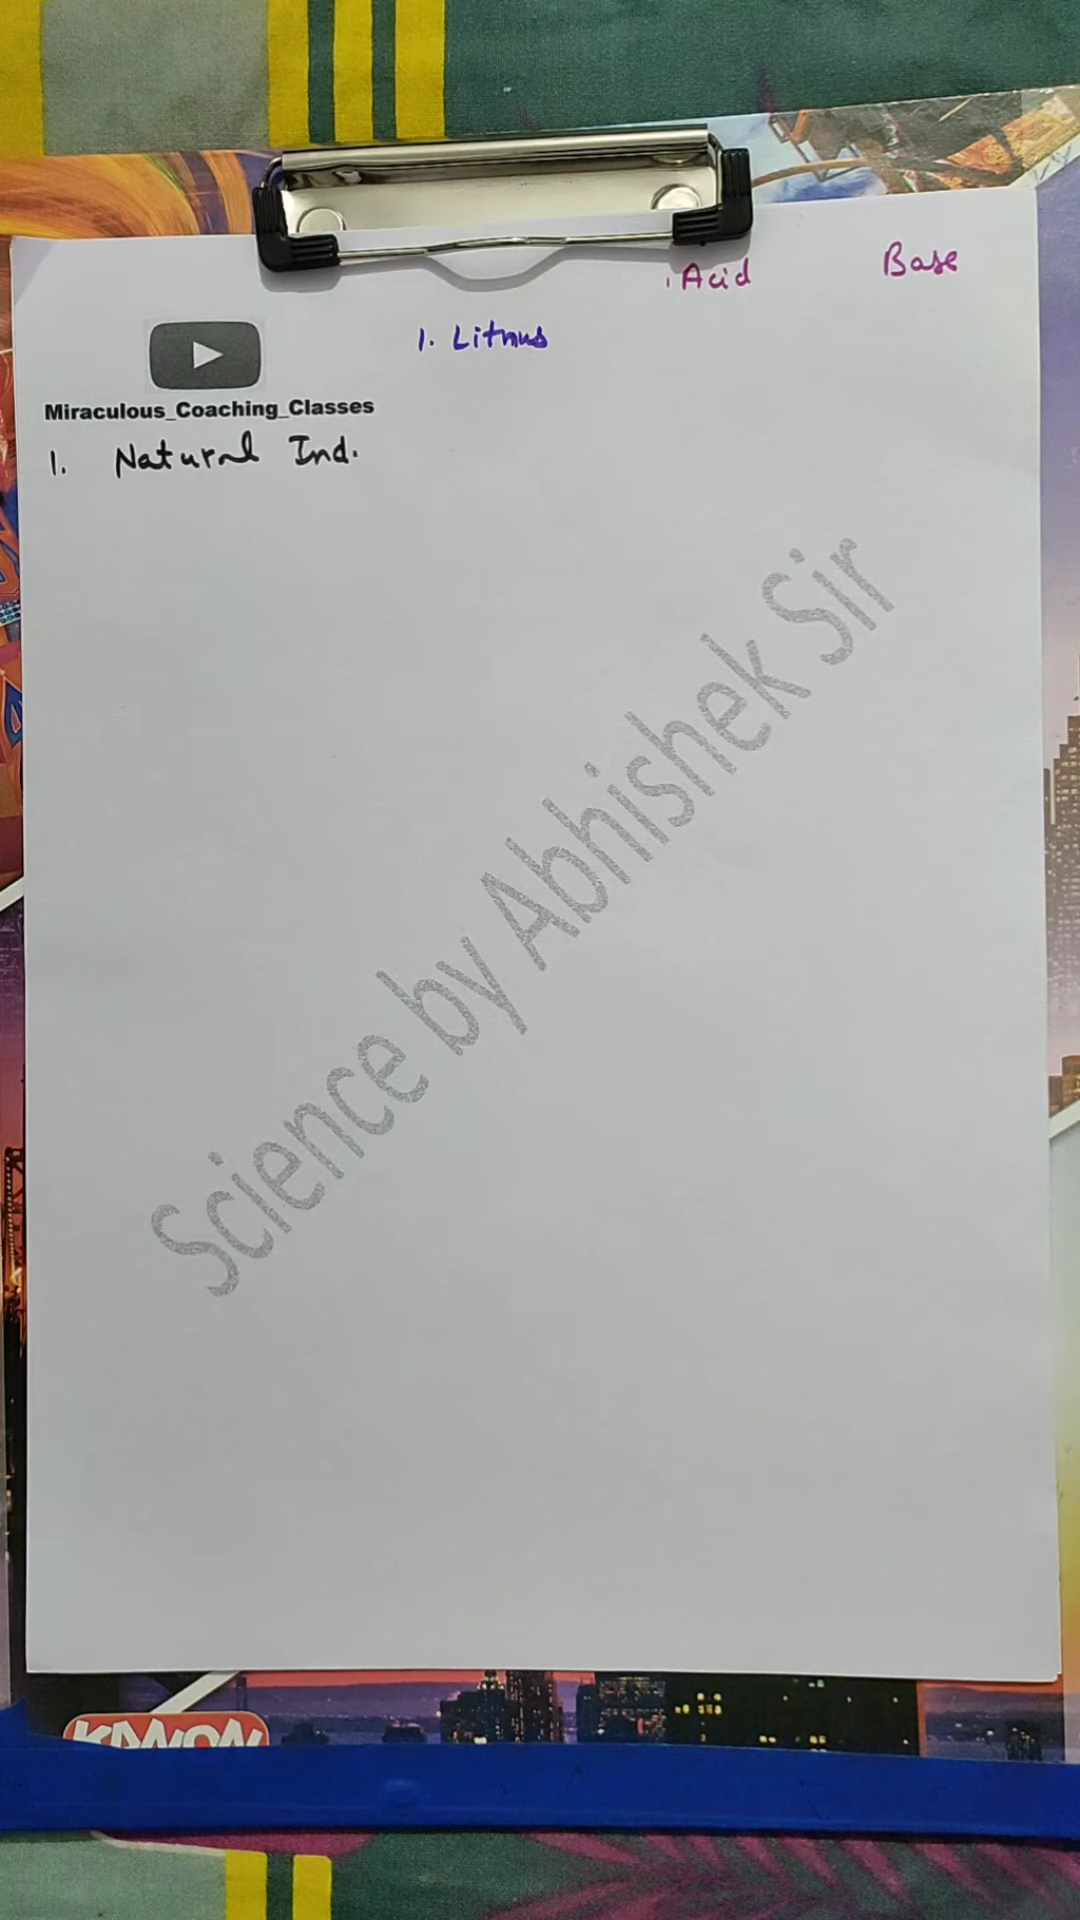 Acid Base
1. Litmus
Miraculous_Coaching_Classes
1. Natural Ind.
Science by Abhishek Sir